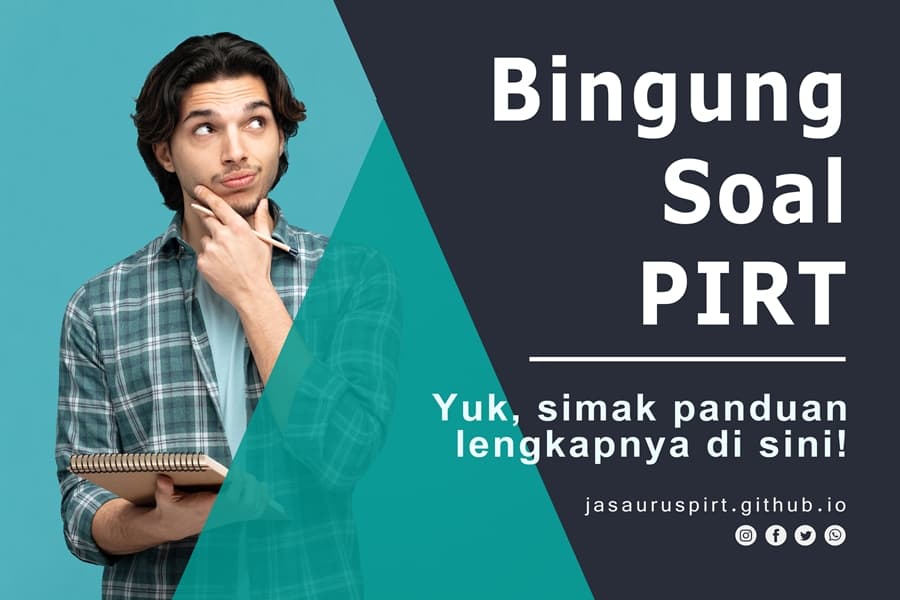 Bingung
Soal
PIRT
Yuk, simak panduan
lengkapnya di sini!
jasauruspirt.github.io